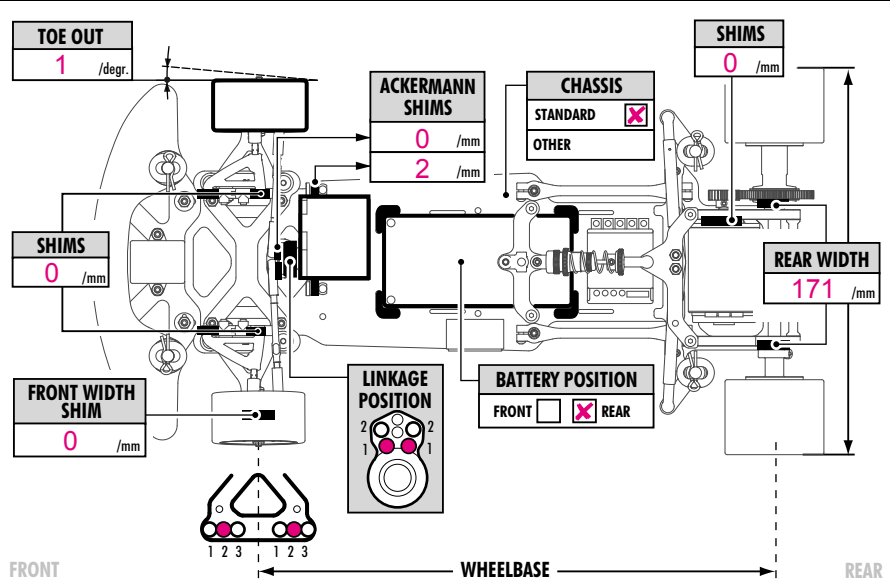 TOE OUT
1 /degr.
SHIMS
0 /mm
ACKERMANN
SHIMS
0 /mm
2 /mm
CHASSIS
STANDARD
OTHER
SHIMS
0 /mm
REAR WIDTH
171 /mm
FRONT WIDTH
SHIM
0 /mm
LINKAGE
POSITION
2 2
1 1
BATTERY POSITION
FRONT REAR
1 2 3 1 2 3
FRONT WHEELBASE REAR